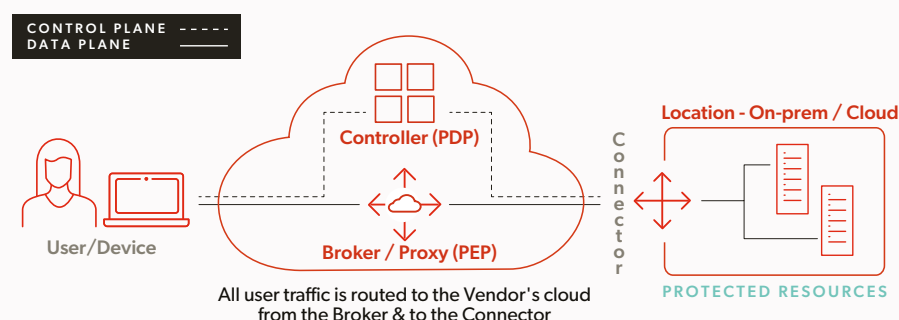 CONTROL PLANE
DATA PLANE
Controller (PDP)
Location - On-prem / Cloud
Connector
User/Device
Broker / Proxy (PEP)
PROTECTED RESOURCES
All user traffic is routed to the Vendor's cloud
from the Broker & to the Connector